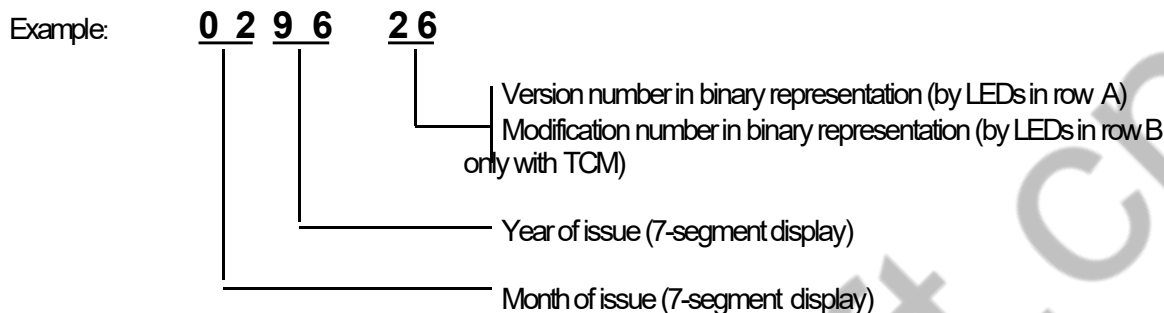 Example: 0 2 9 6 2 6
Version number in binary representation (by LEDs in row A)
Modification number in binary representation (by LEDs in row B
only with TCM)
Year of issue (7-segment display)
Month of issue (7-segment display)